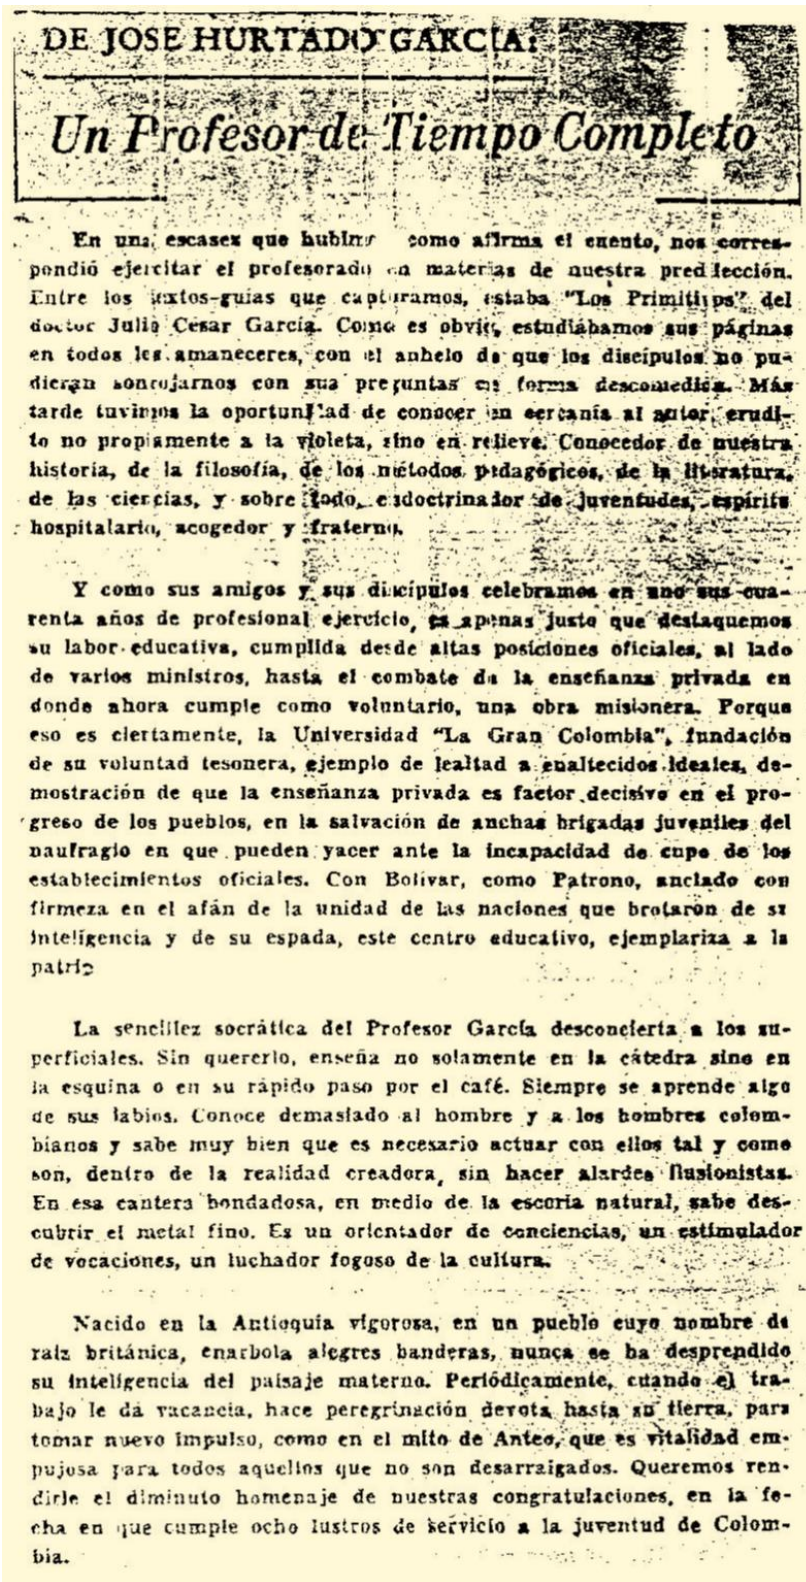 DE JOSE HURTADO GARCIA:
Un Profesor de Tiempo Completo
En una escasex que hubimr como afirma el cuento, nos corres-
pondió ejercitar el profesorado en materias de nuestra predilección.
Entre los textos-guias que capturamos, estaba "Los Primitivos" del
doctor Julio César García. Como es obvio, estudiábamos sus páginas
en todos los amaneceres, con el anhelo de que los discípulos no pu-
dieran sonrojarnos con sus preguntas en forma descomedida. Más
tarde tuvimos la oportunidad de conocer en cercanía al autor, erudi-
to no propiamente a la violeta, sino en relieve. Conocedor de nuestra
historia, de la filosofía, de los métodos pedagógicos, de la literatura,
de las ciencias, y sobre todo, adoctrinador de juventudes, espíritu
hospitalario, acogedor y fraterno.
Y como sus amigos y sus discípulos celebramos en uno sus cua-
renta años de profesional ejercicio, es apenas justo que destaquemos
su labor educativa, cumplida desde altas posiciones oficiales, al lado
de varios ministros, hasta el combate de la enseñanza privada en
donde ahora cumple como voluntario, una obra misionera. Porque
eso es ciertamente, la Universidad "La Gran Colombia", fundación
de su voluntad tesonera, ejemplo de lealtad a enaltecidos ideales, de-
mostración de que la enseñanza privada es factor decisivo en el pro-
greso de los pueblos, en la salvación de anchas brigadas juveniles del
naufragio en que pueden yacer ante la incapacidad de cupo de los
establecimientos oficiales. Con Bolívar, como Patrono, anclado con
firmeza en el afán de la unidad de las naciones que brotaron de su
inteligencia y de su espada, este centro educativo, ejemplariza a la
patria
La sencillez socrática del Profesor García desconcierta a los su-
perficiales. Sin quererlo, enseña no solamente en la cátedra sino en
la esquina o en su rápido paso por el café. Siempre se aprende algo
de sus labios. Conoce demasiado al hombre y a los hombres colom-
bianos y sabe muy bien que es necesario actuar con ellos tal y como
son, dentro de la realidad creadora, sin hacer alardes ilusionistas.
En esa cantera bondadosa, en medio de la escoria natural, sabe des-
cubrir el metal fino. Es un orientador de conciencias, un estimulador
de vocaciones, un luchador fogoso de la cultura.
Nacido en la Antioquia vigorosa, en un pueblo cuyo nombre de
raiz británica, enarbola alegres banderas, nunca se ha desprendido
su inteligencia del paisaje materno. Periódicamente, cuando el tra-
bajo le dá vacancia, hace peregrinación devota hasta su tierra, para
tomar nuevo impulso, como en el mito de Anteo, que es vitalidad em-
pujosa para todos aquellos que no son desarraigados. Queremos ren-
dirle el diminuto homenaje de nuestras congratulaciones, en la fe-
cha en que cumple ocho lustros de servicio a la juventud de Colom-
bia.